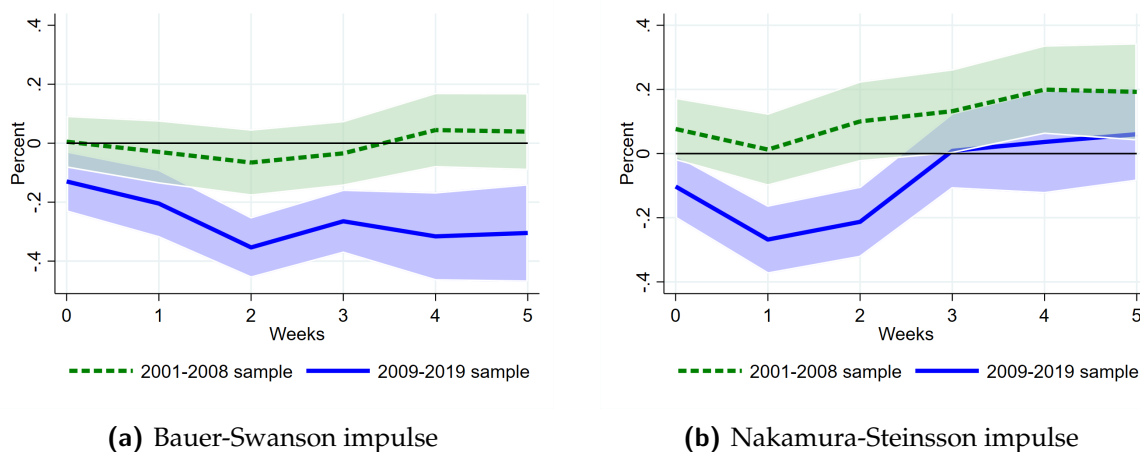 .4
.2
0
-.2
-.4
Percent
0 1 2 3 4 5
Weeks
2001-2008 sample 2009-2019 sample
(a) Bauer-Swanson impulse
.4
.2
0
-.2
-.4
Percent
0 1 2 3 4 5
Weeks
2001-2008 sample 2009-2019 sample
(b) Nakamura-Steinsson impulse